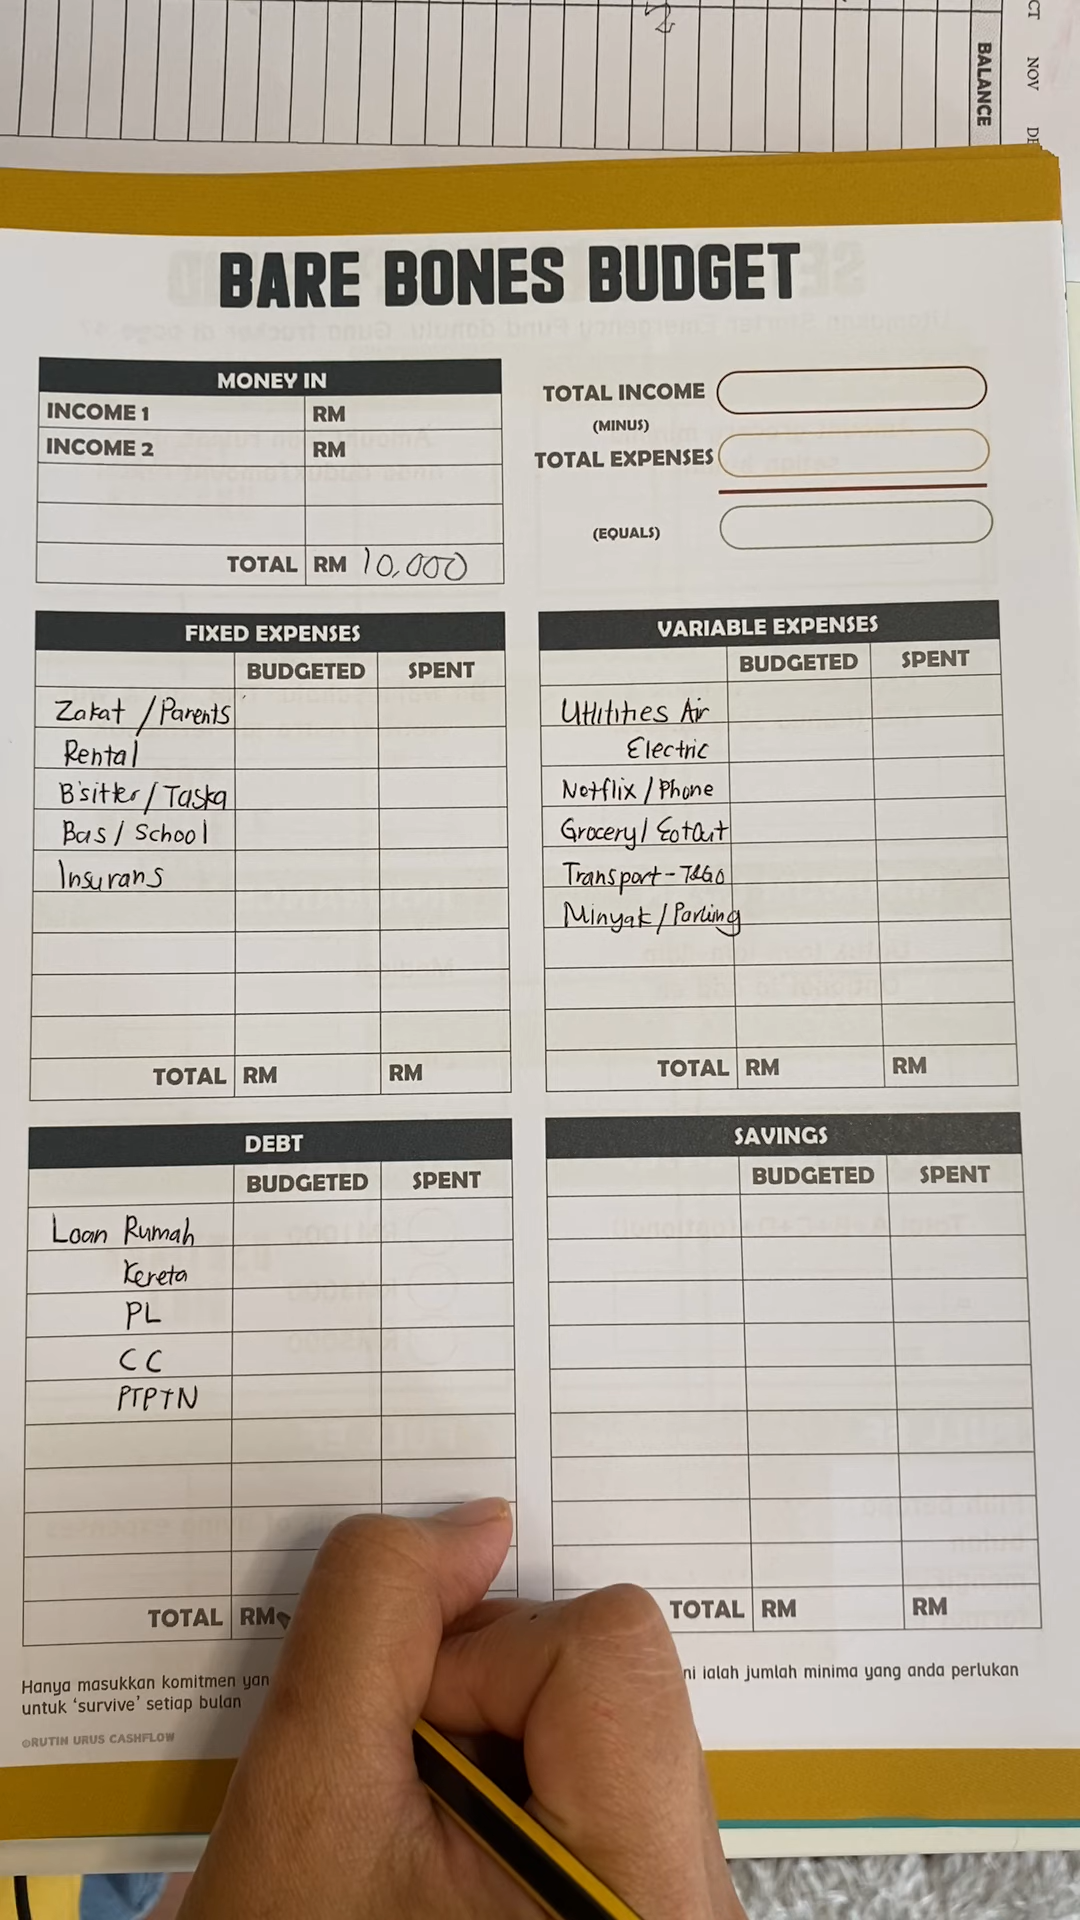 CT NOV DE
BALANCE
BARE BONES BUDGET
MONEY IN
INCOME 1 RM
INCOME 2 RM
TOTAL RM 10,000
TOTAL INCOME
(MINUS)
TOTAL EXPENSES
(EQUALS)
FIXED EXPENSES
BUDGETED SPENT
Zakat / Parents
Rental
B'sitter / Taska
Bas / School
Insurans
TOTAL RM RM
VARIABLE EXPENSES
BUDGETED SPENT
Utilities Air
Electric
Netflix / Phone
Grocery / Eatout
Transport - T&GO
Minyak / Parking
TOTAL RM RM
DEBT
BUDGETED SPENT
Loan Rumah
Kereta
PL
CC
PTPTN
TOTAL RM
SAVINGS
BUDGETED SPENT
TOTAL RM RM
Hanya masukkan komitmen yan
ni ialah jumlah minima yang anda perlukan
untuk 'survive' setiap bulan
©RUTIN URUS CASHFLOW